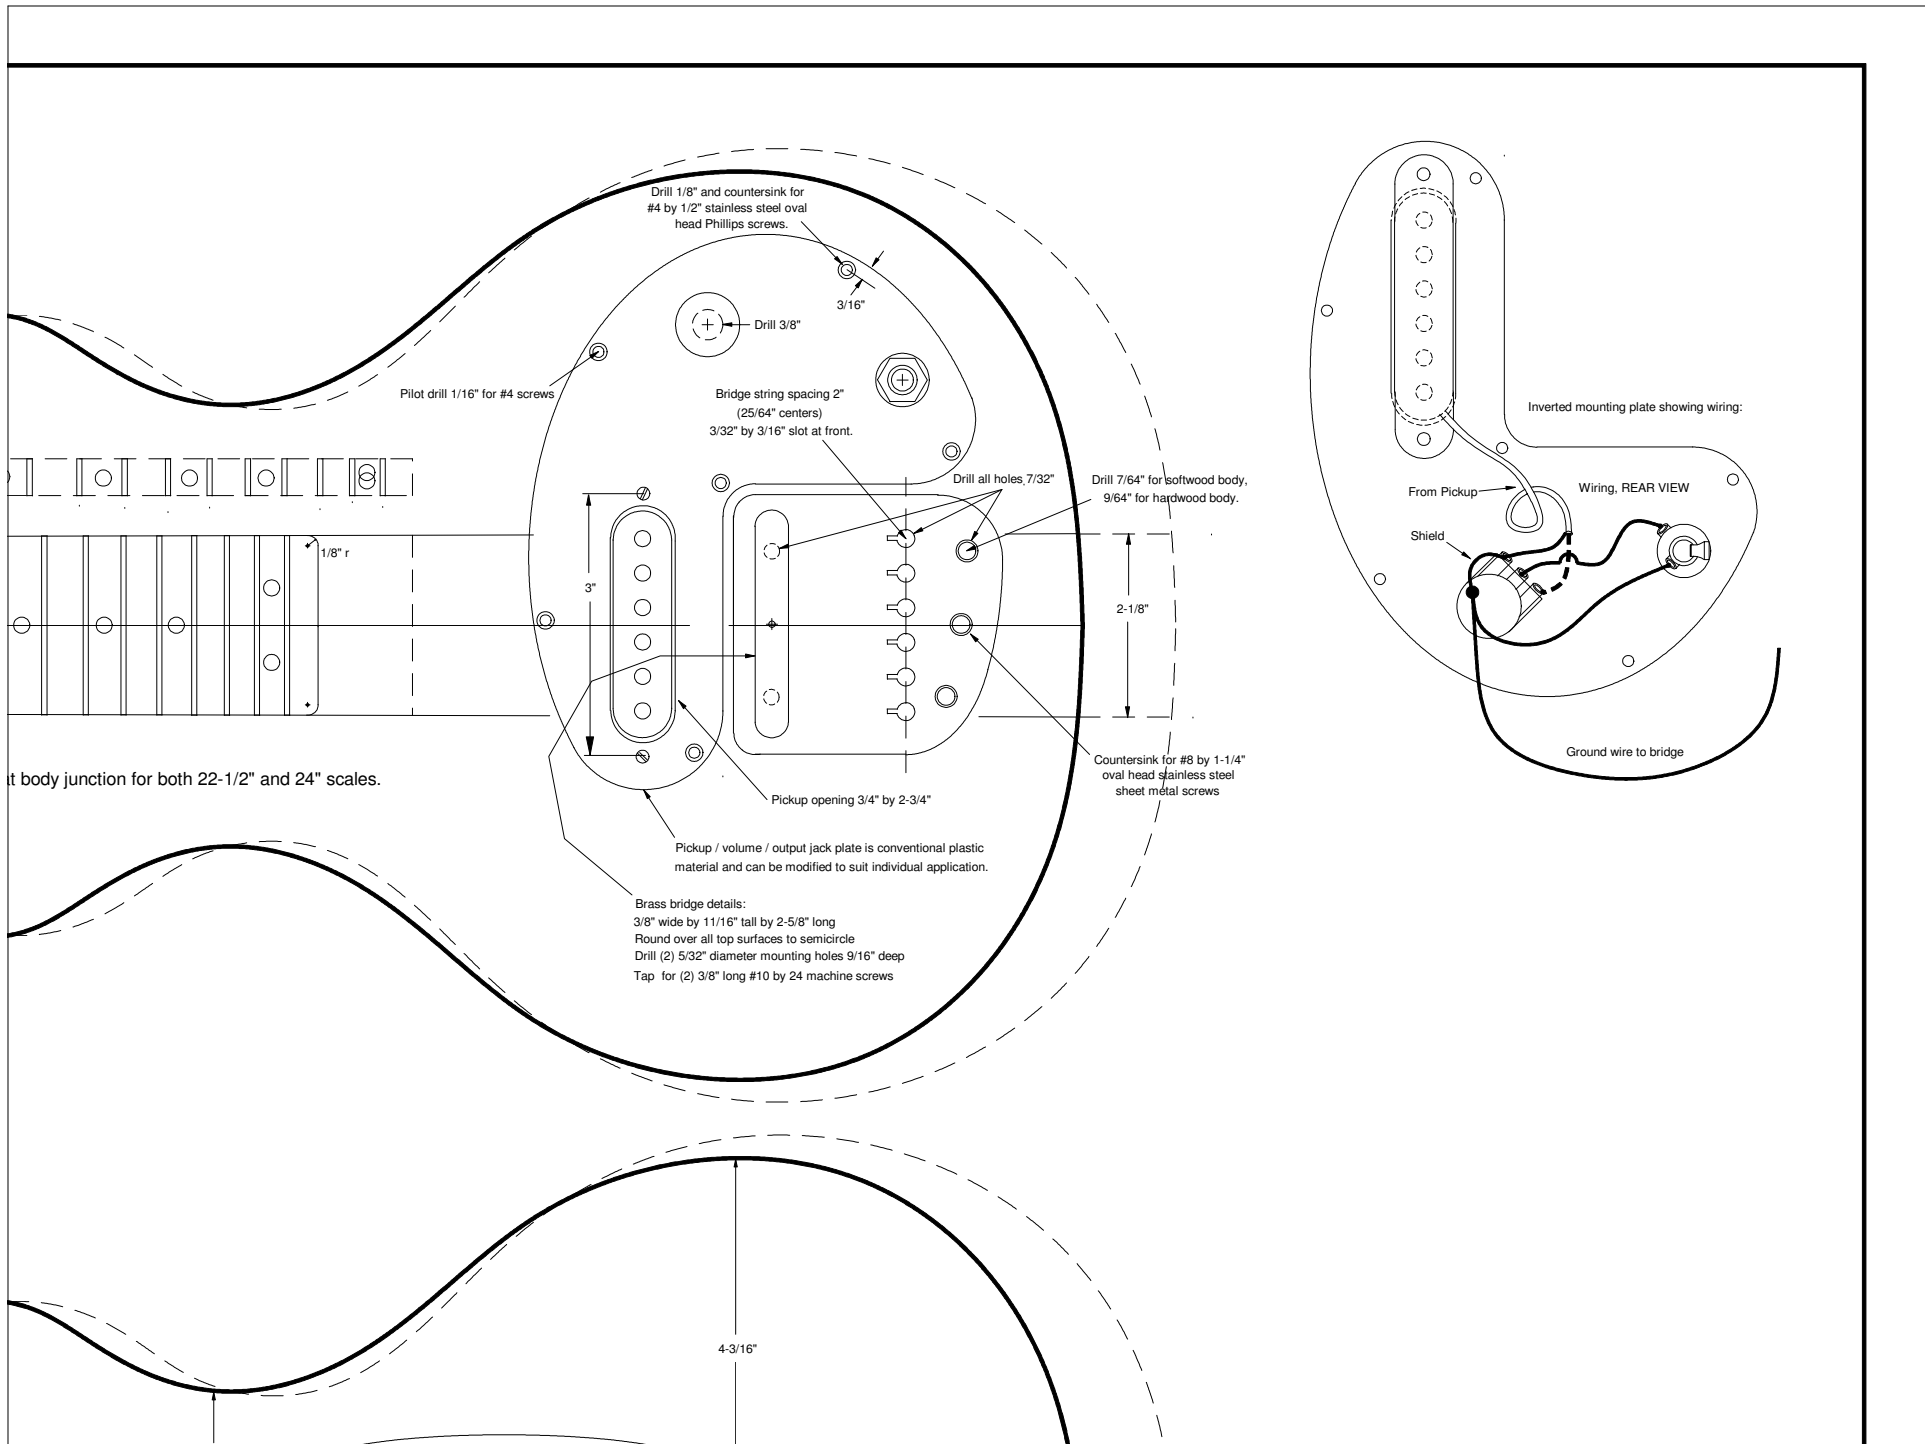 Drill 1/8" and countersink for
#4 by 1/2" stainless steel oval
head Phillips screws.
3/16"
Drill 3/8"
Pilot drill 1/16" for #4 screws
Bridge string spacing 2"
(25/64" centers)
3/32" by 3/16" slot at front.
Drill all holes 7/32"
Drill 7/64" for softwood body,
9/64" for hardwood body.
1/8" r
3"
2-1/8"
at body junction for both 22-1/2" and 24" scales.
Pickup opening 3/4" by 2-3/4"
Countersink for #8 by 1-1/4"
oval head stainless steel
sheet metal screws
Pickup / volume / output jack plate is conventional plastic
material and can be modified to suit individual application.
Brass bridge details:
3/8" wide by 11/16" tall by 2-5/8" long
Round over all top surfaces to semicircle
Drill (2) 5/32" diameter mounting holes 9/16" deep
Tap for (2) 3/8" long #10 by 24 machine screws
Inverted mounting plate showing wiring:
From Pickup
Wiring, REAR VIEW
Shield
Ground wire to bridge
4-3/16"